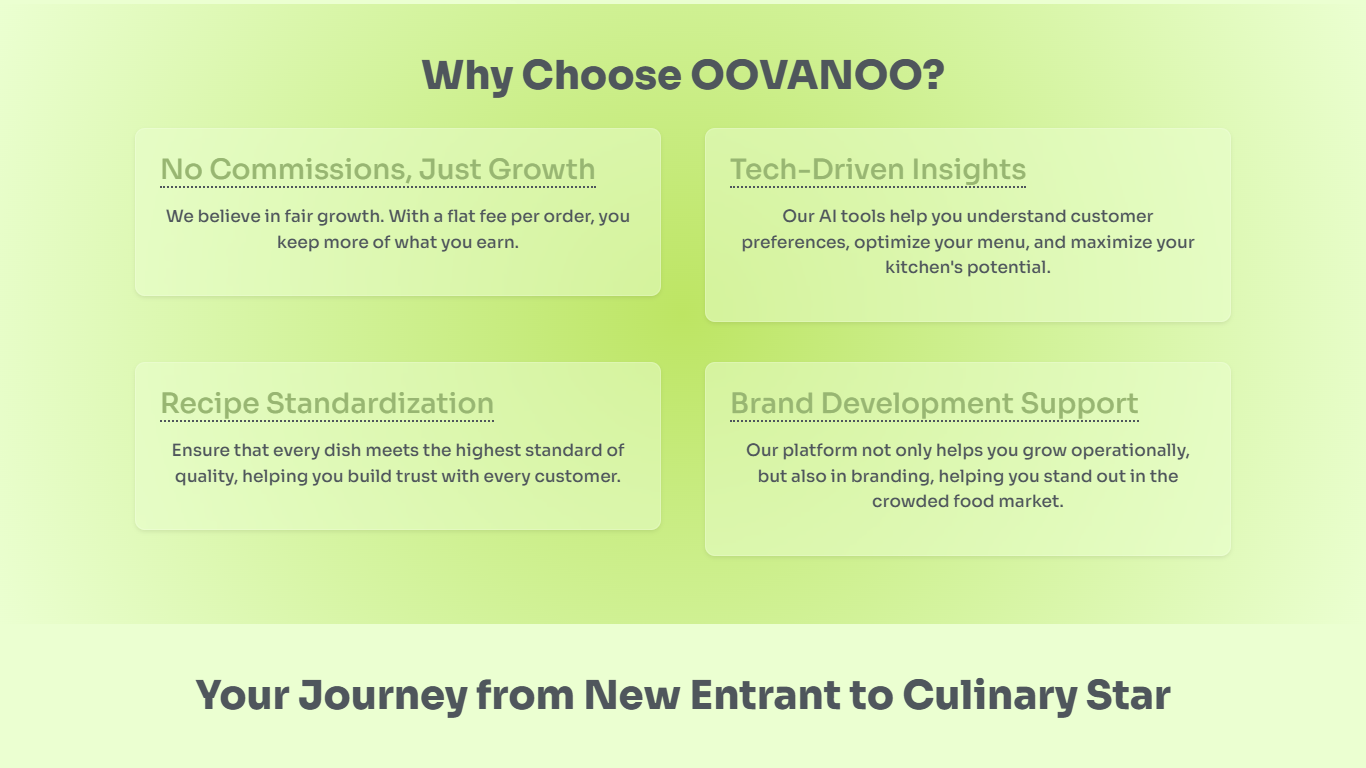 Why Choose OOVANOO?
No Commissions, Just Growth
We believe in fair growth. With a flat fee per order, you
keep more of what you earn.
Tech-Driven Insights
Our AI tools help you understand customer
preferences, optimize your menu, and maximize your
kitchen's potential.
Recipe Standardization
Ensure that every dish meets the highest standard of
quality, helping you build trust with every customer.
Brand Development Support
Our platform not only helps you grow operationally,
but also in branding, helping you stand out in the
crowded food market.
Your Journey from New Entrant to Culinary Star